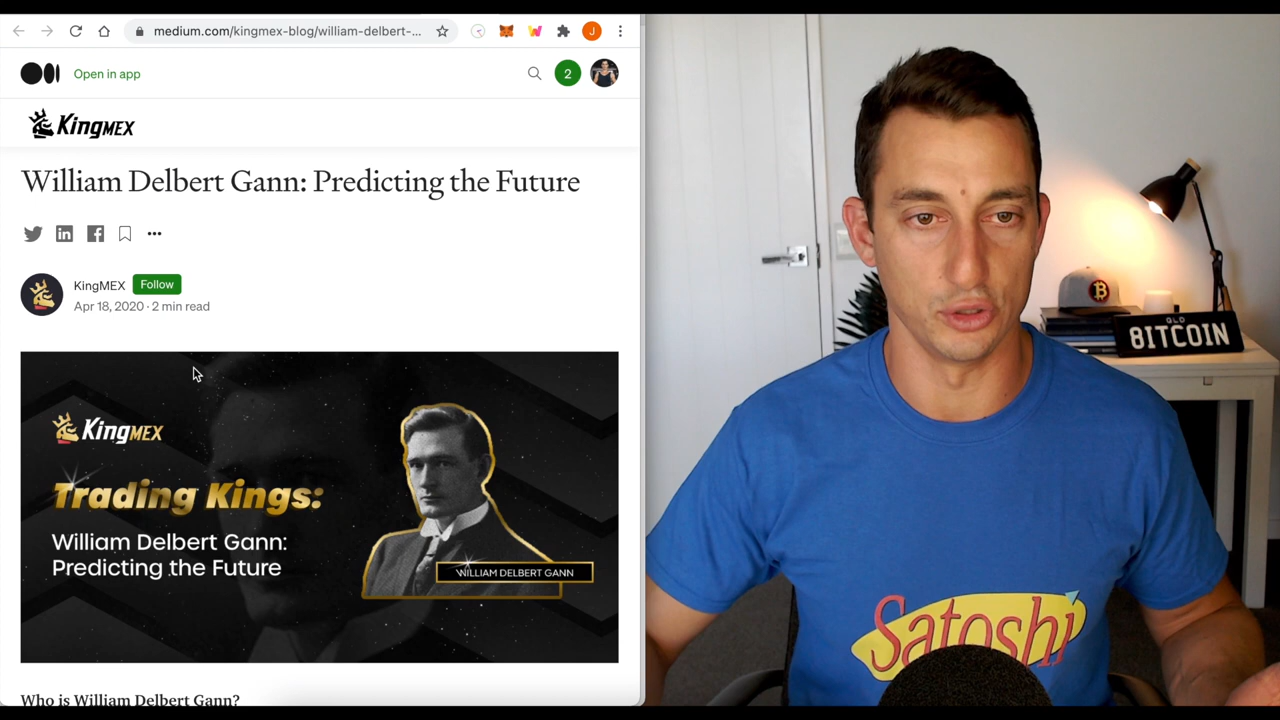 medium.com/kingmex-blog/william-delbert-...
J
Open in app
2
KingMEX
William Delbert Gann: Predicting the Future
KingMEX
Follow
Apr 18, 2020 · 2 min read
KingMEX
Trading Kings:
William Delbert Gann:
Predicting the Future
WILLIAM DELBERT GANN
Who is William Delbert Gann?
QLD
8ITCOIN
Satoshi